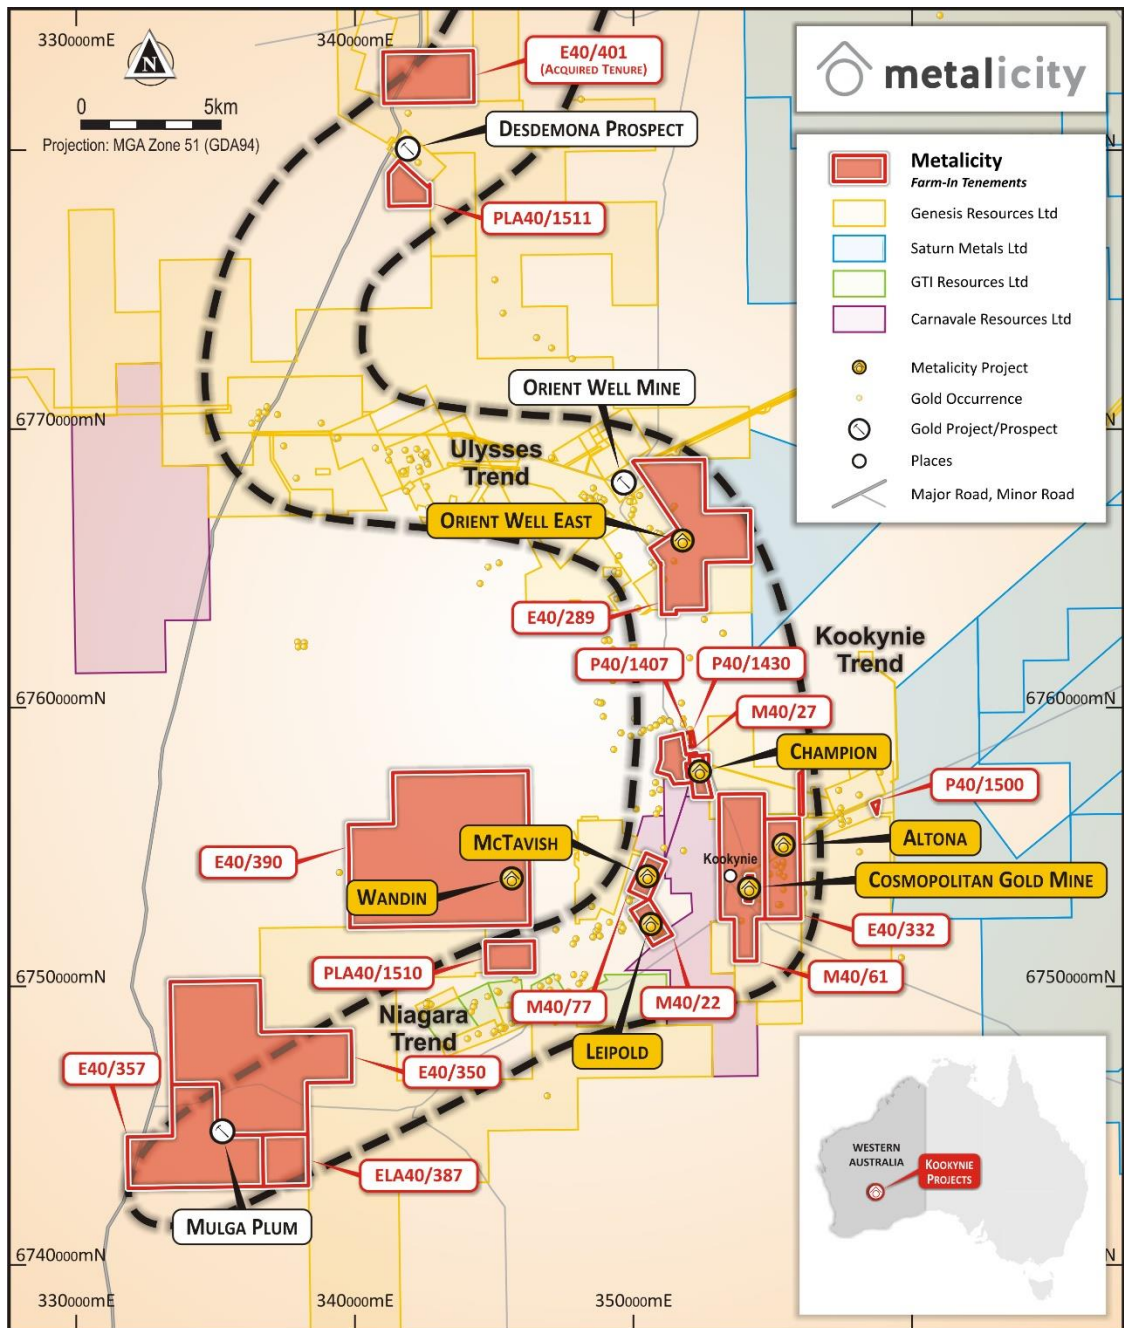 330000mE
340000mE
N
0 5km
Projection: MGA Zone 51 (GDA94)
E40/401
(ACQUIRED TENURE)
metalicity
DESDEMONA PROSPECT
PLA40/1511
Metalicity
Farm-In Tenements
Genesis Resources Ltd
Saturn Metals Ltd
GTI Resources Ltd
Carnavale Resources Ltd
Metalicity Project
Gold Occurrence
Gold Project/Prospect
Places
Major Road, Minor Road
ORIENT WELL MINE
6770000mN
Ulysses
Trend
ORIENT WELL EAST
E40/289
Kookynie
Trend
P40/1407
P40/1430
M40/27
6760000mN
6760000mN
CHAMPION
P40/1500
E40/390
MCTAVISH
ALTONA
Kookynie
WANDIN
COSMOPOLITAN GOLD MINE
E40/332
PLA40/1510
M40/61
6750000mN
6750000mN
M40/77
M40/22
Niagara
Trend
LEIPOLD
E40/357
E40/350
ELA40/387
MULGA PLUM
WESTERN
AUSTRALIA
KOOKYNIE
PROJECTS
6740000mN
N
330000mE
340000mE
350000mE